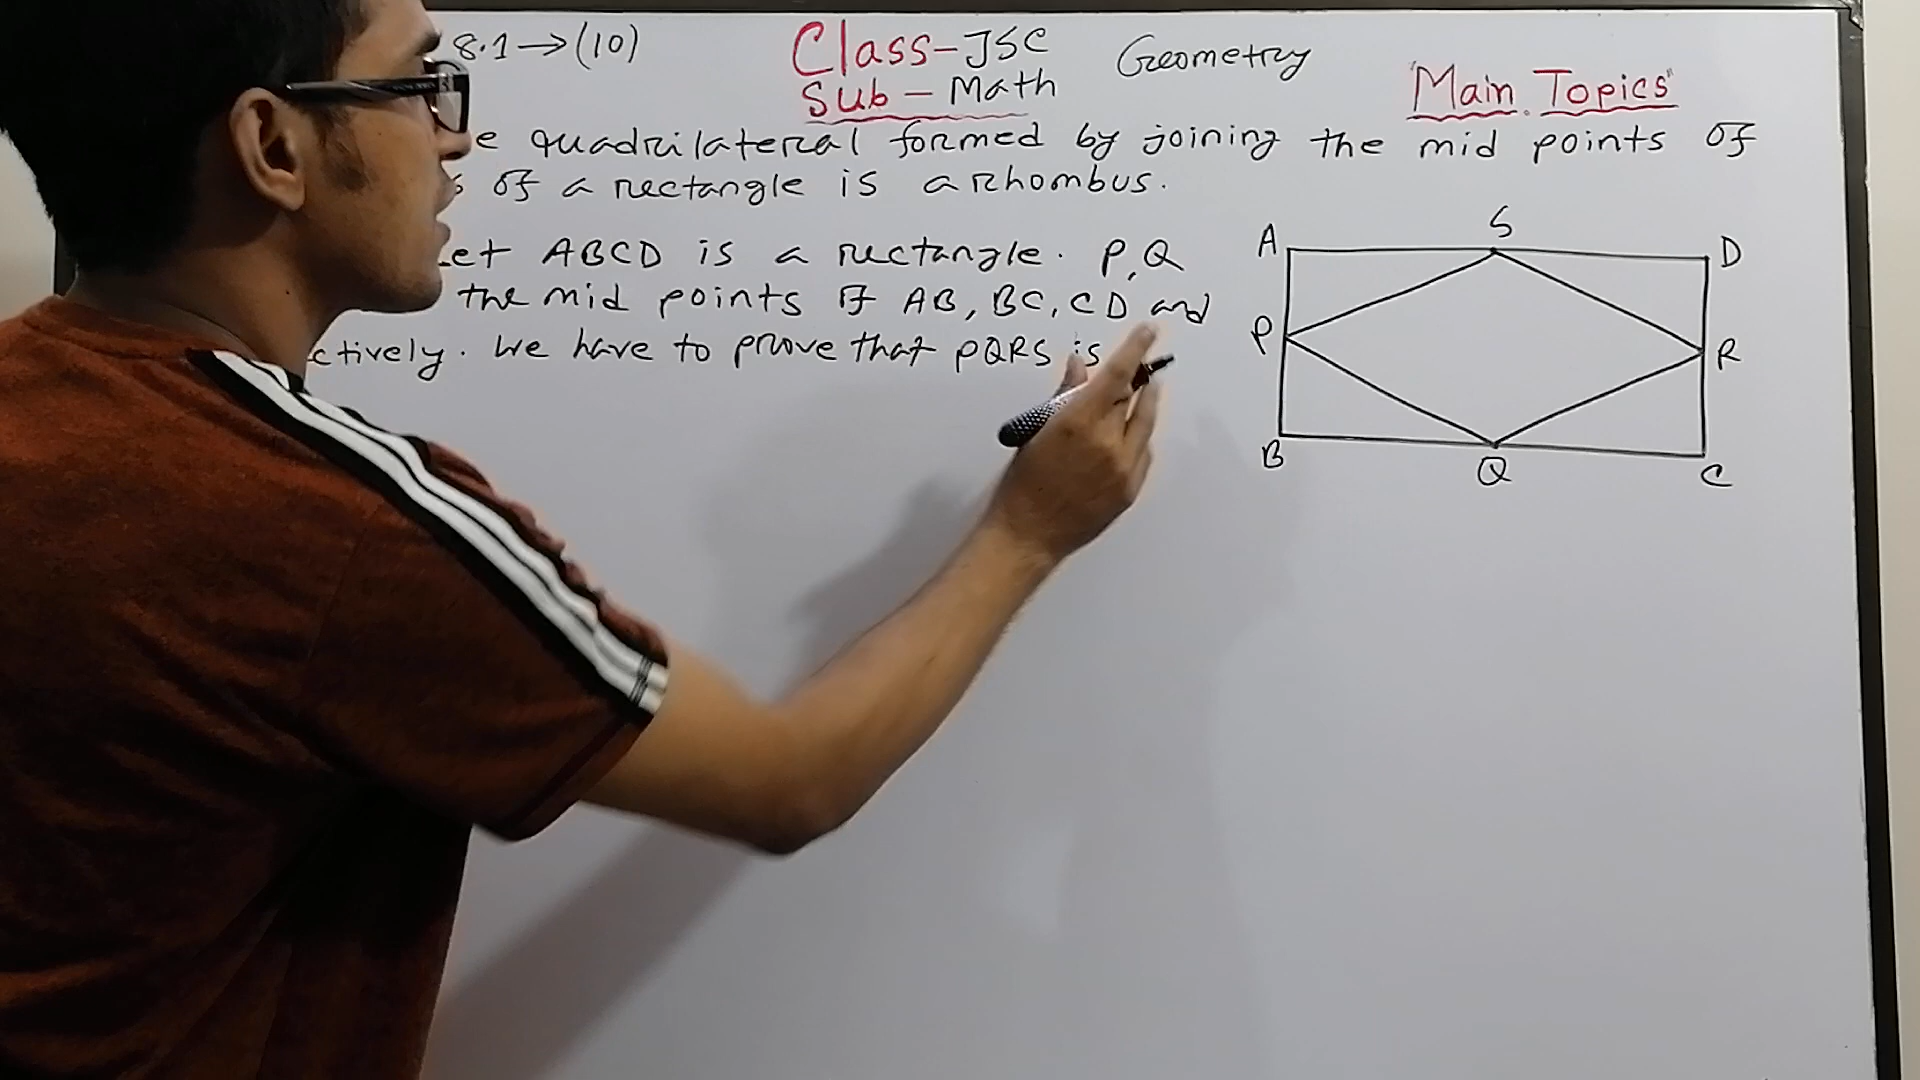 8.1→(10)
Class-JSC
Sub-Math
Geometry
"Main Topics"
quadrilateral formed by joining the mid points of
of a rectangle is a rhombus.
ABCD is a rectangle. P,Q
the mid points of AB, BC, CD and
We have to prove that PQRS is
A S D
P R
B Q C